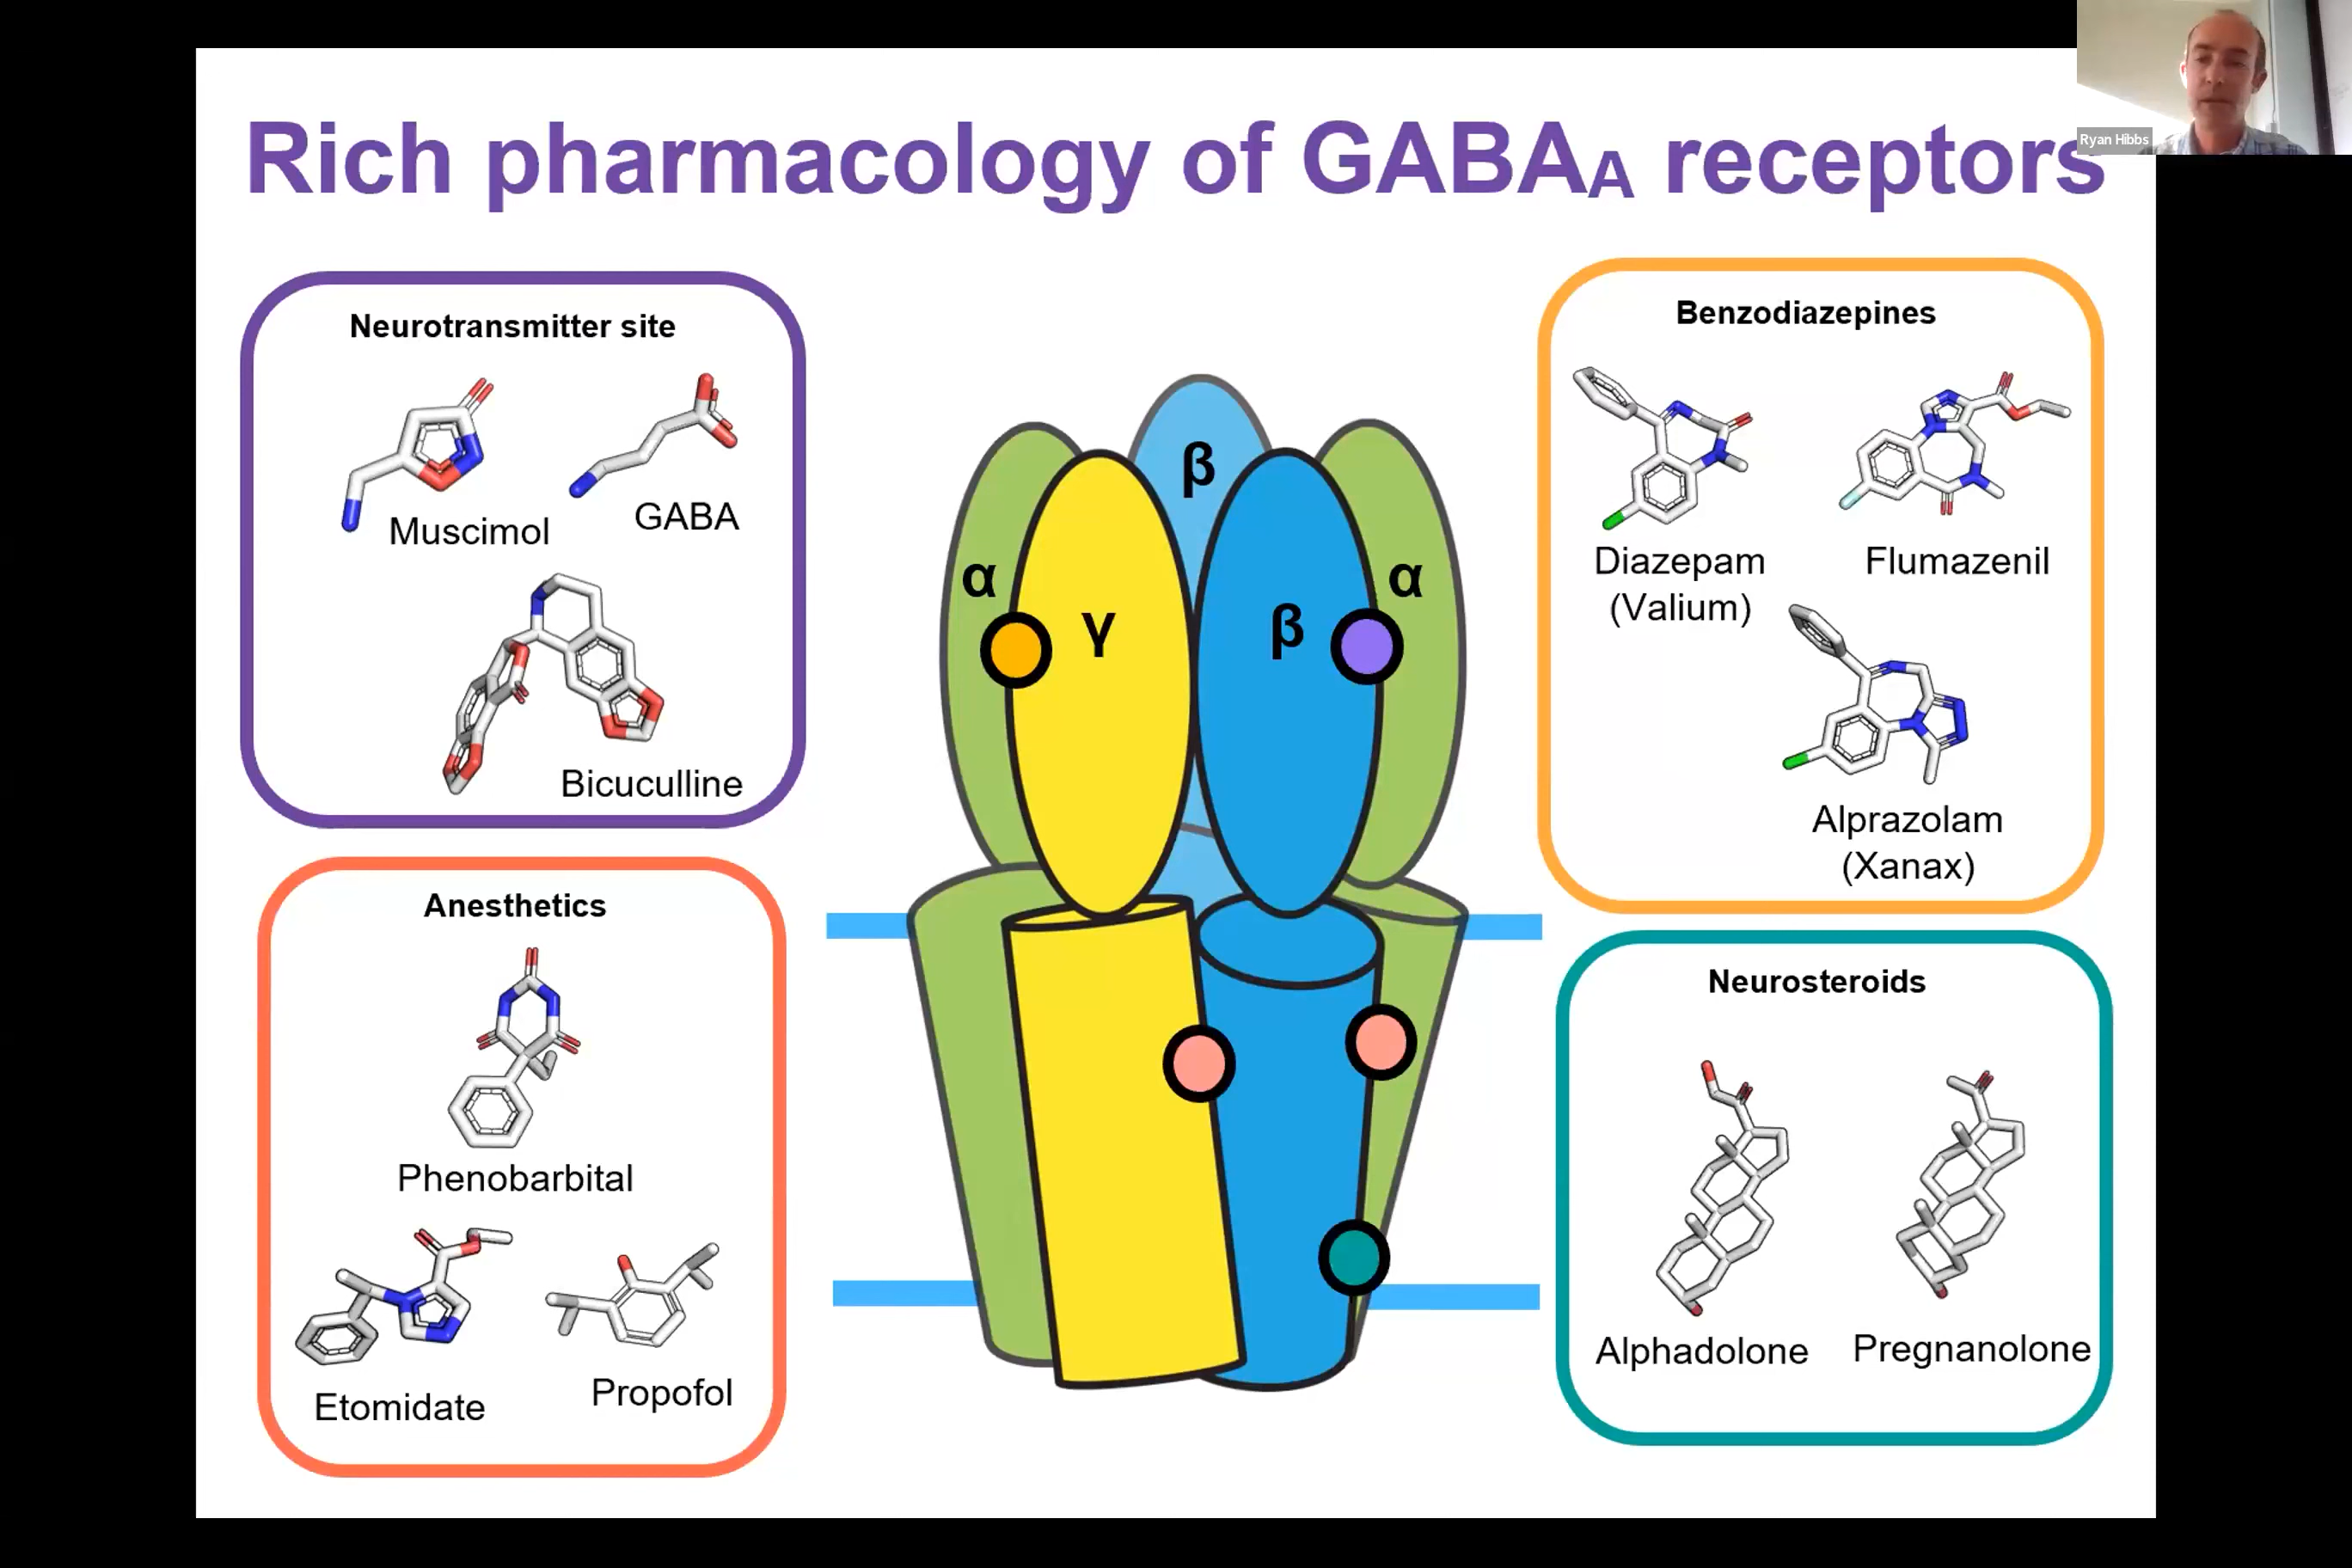 Rich pharmacology of GABAA receptors
Ryan Hibbs
Neurotransmitter site
Muscimol
GABA
Bicuculline
Anesthetics
Phenobarbital
Etomidate
Propofol
β
α
γ
β
α
Benzodiazepines
Diazepam
(Valium)
Flumazenil
Alprazolam
(Xanax)
Neurosteroids
Alphadolone
Pregnanolone